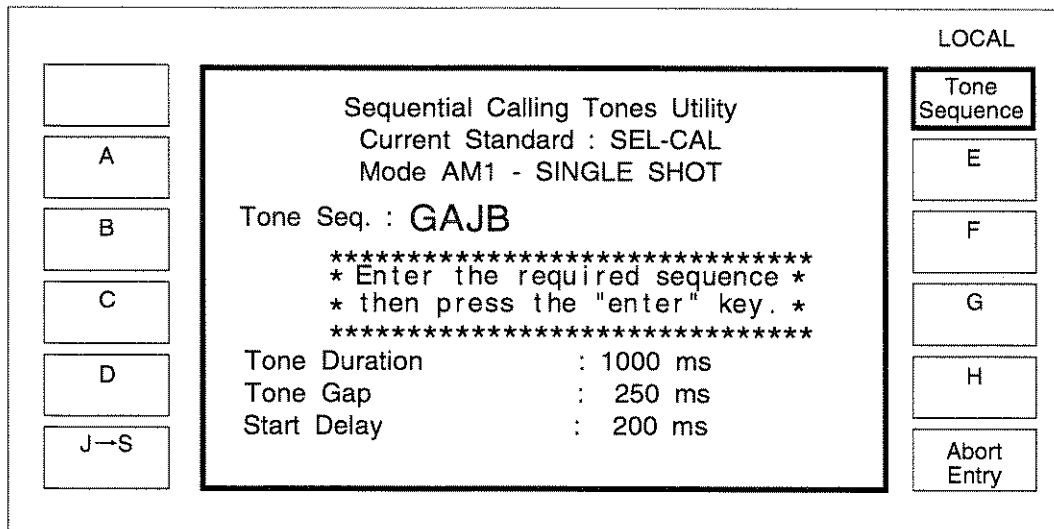 LOCAL
Tone
Sequence
A
B
C
D
J→S
Sequential Calling Tones Utility
Current Standard : SEL-CAL
Mode AM1 - SINGLE SHOT
Tone Seq. : GAJB
*******************************
* Enter the required sequence *
* then press the "enter" key. *
*******************************
Tone Duration : 1000 ms
Tone Gap : 250 ms
Start Delay : 200 ms
E
F
G
H
Abort
Entry